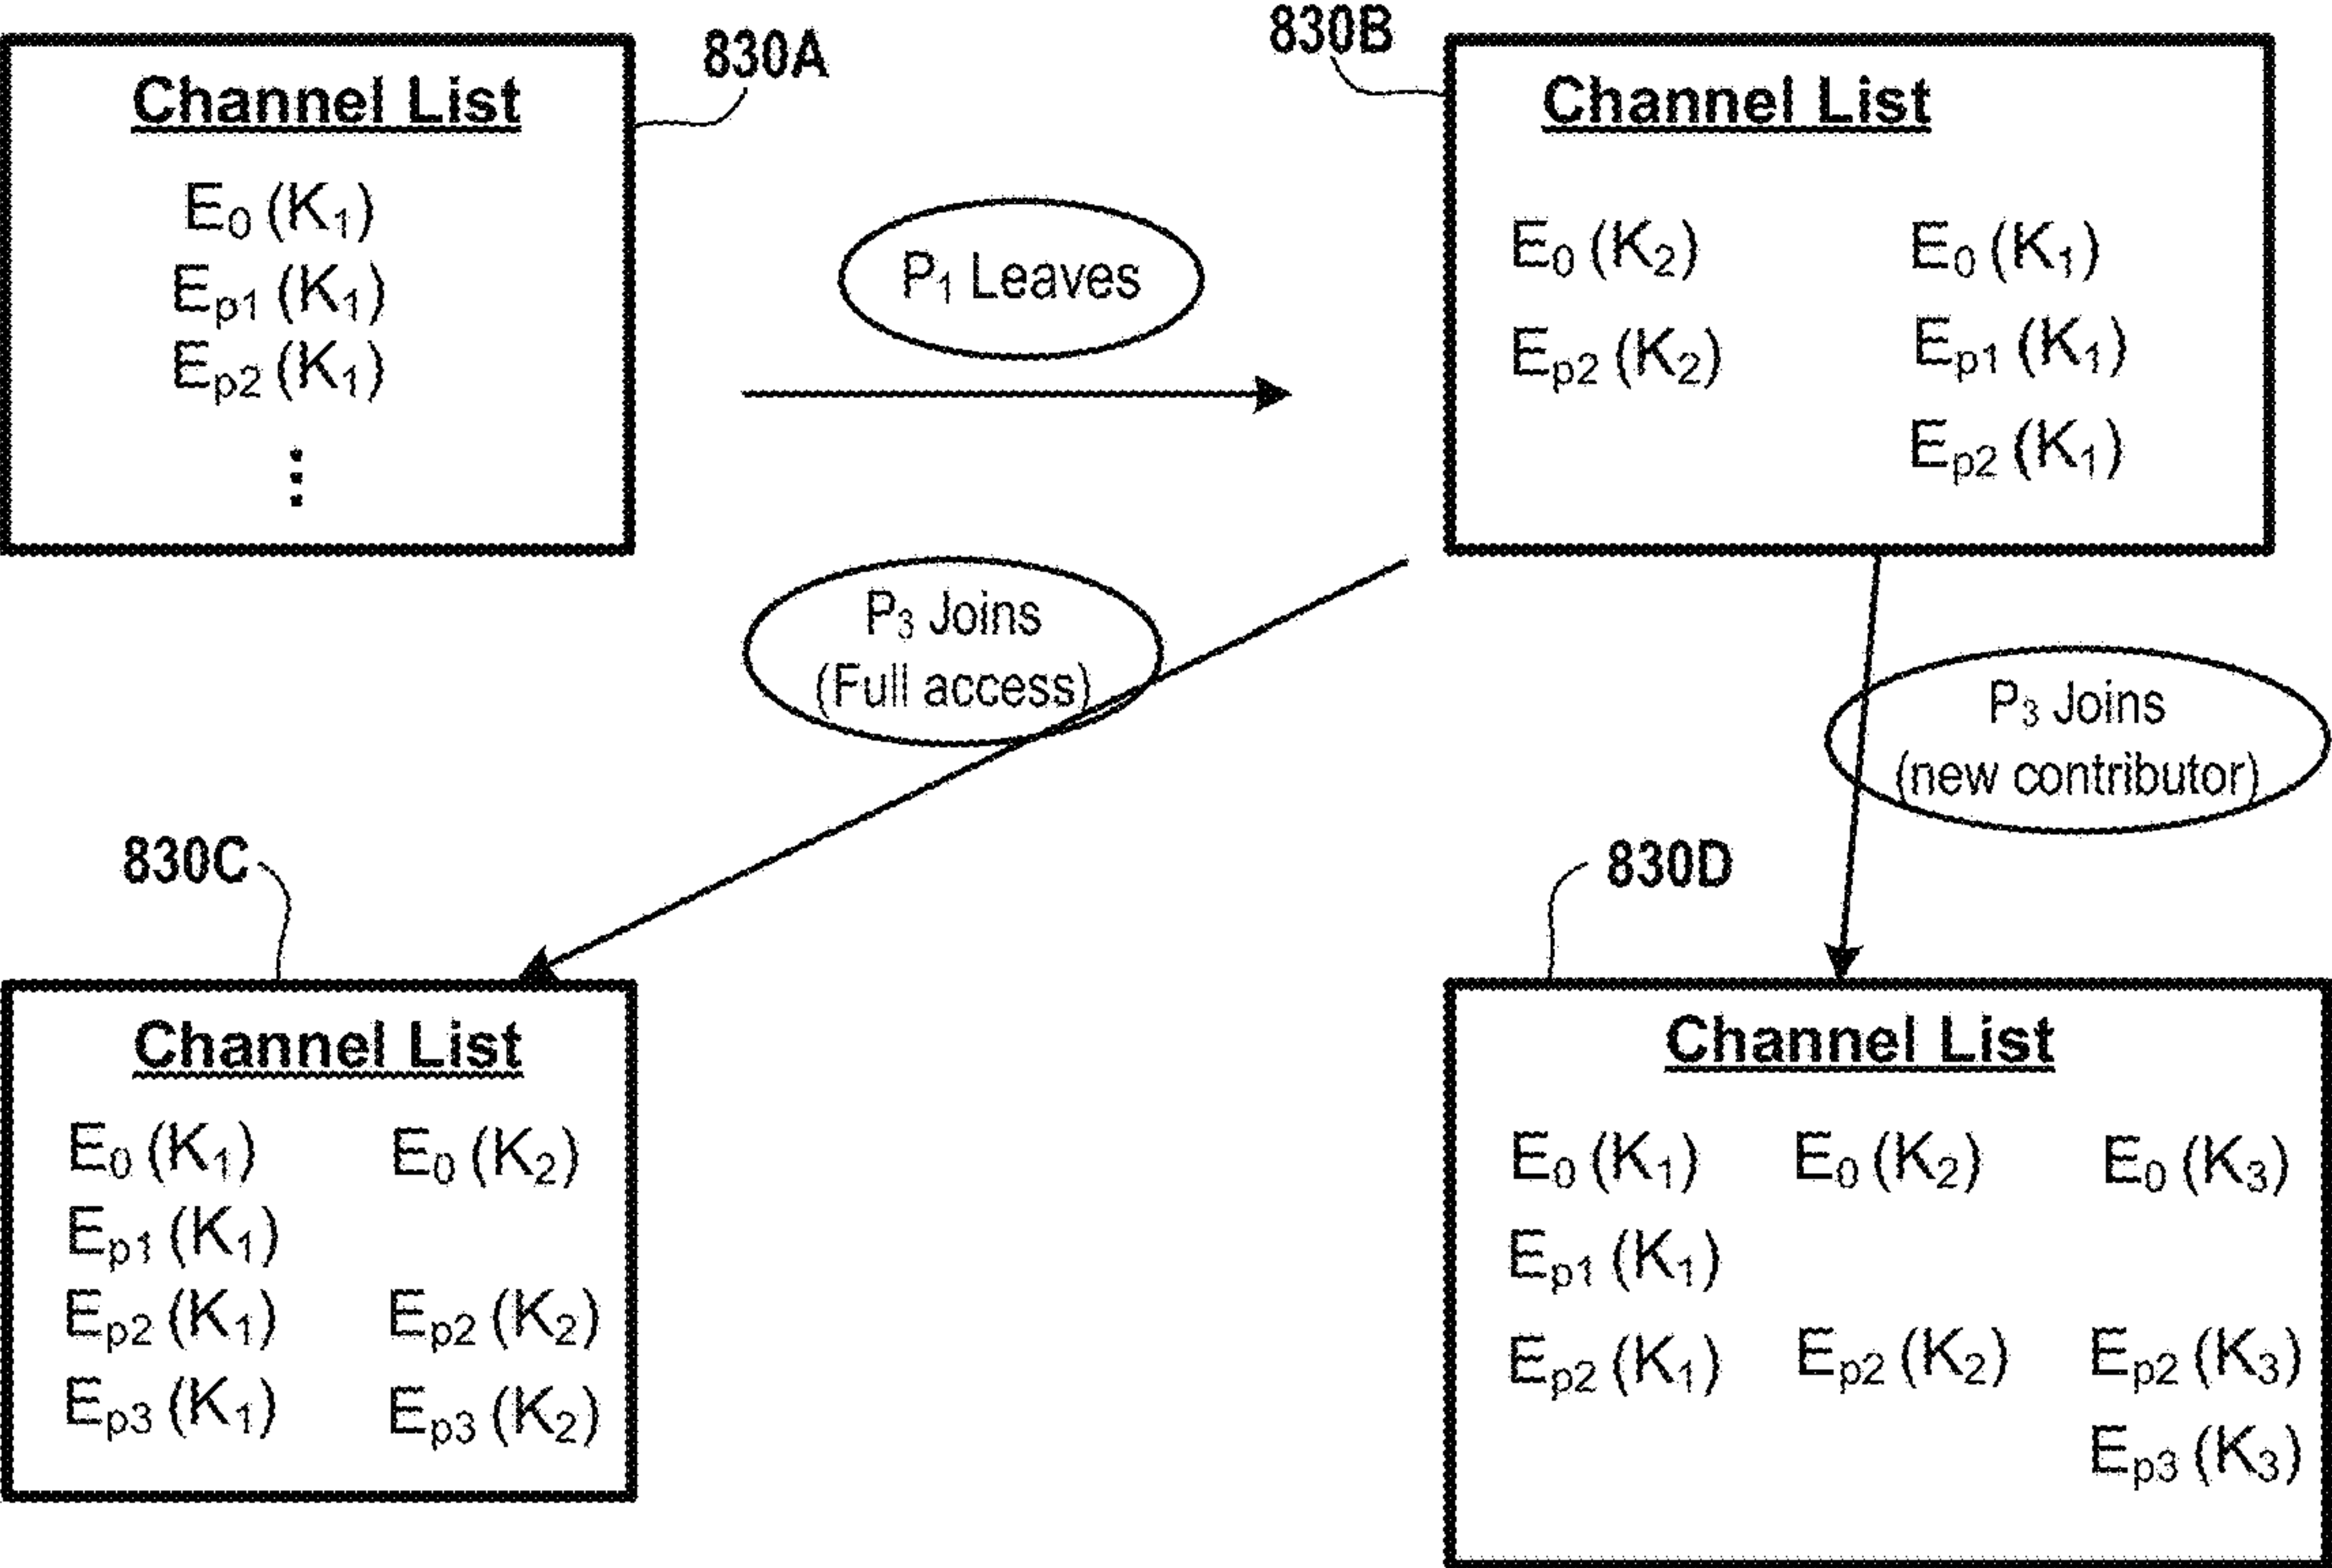 830A
Channel List
E₀ (K₁)
Eₚ₁ (K₁)
Eₚ₂ (K₁)
⋮
P₁ Leaves
830B
Channel List
E₀ (K₂) E₀ (K₁)
Eₚ₂ (K₂) Eₚ₁ (K₁)
Eₚ₂ (K₁)
P₃ Joins
(Full access)
P₃ Joins
(new contributor)
830C
Channel List
E₀ (K₁) E₀ (K₂)
Eₚ₁ (K₁)
Eₚ₂ (K₁) Eₚ₂ (K₂)
Eₚ₃ (K₁) Eₚ₃ (K₂)
830D
Channel List
E₀ (K₁) E₀ (K₂) E₀ (K₃)
Eₚ₁ (K₁)
Eₚ₂ (K₁) Eₚ₂ (K₂) Eₚ₂ (K₃)
Eₚ₃ (K₃)